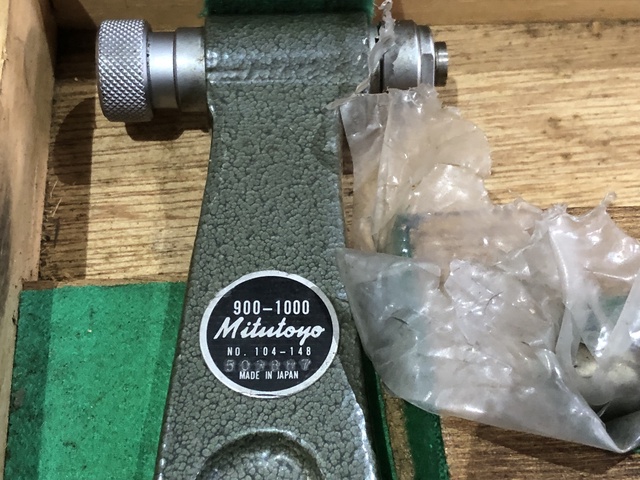 900-1000
Mitutoyo
NO. 104-148
MADE IN JAPAN